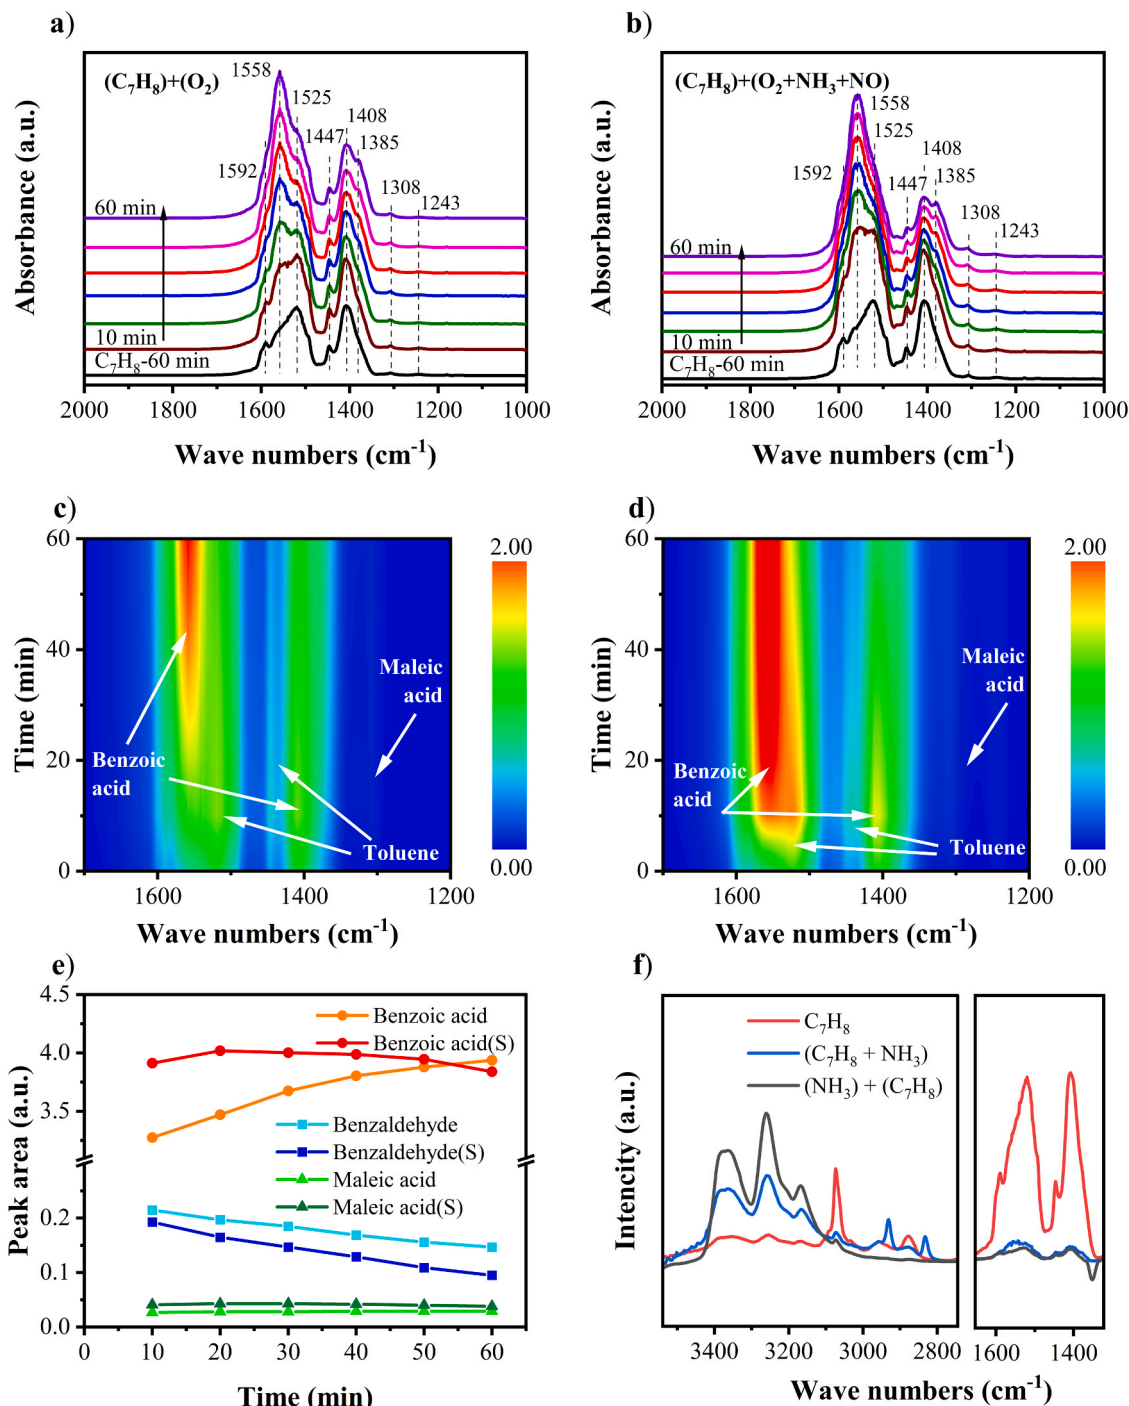 a)
(C₇H₈)+(O₂)
1558
1525
1408
1447
1385
1592
1308
1243
60 min
10 min
C₇H₈-60 min
Absorbance (a.u.)
2000 1800 1600 1400 1200 1000
Wave numbers (cm⁻¹)
b)
(C₇H₈)+(O₂+NH₃+NO)
1558
1525
1408
1592
1447
1385
1308
1243
60 min
10 min
C₇H₈-60 min
Absorbance (a.u.)
2000 1800 1600 1400 1200 1000
Wave numbers (cm⁻¹)
c)
60
40
20
0
Time (min)
Maleic
acid
Benzoic
acid
Toluene
2.00
0.00
1600 1400 1200
Wave numbers (cm⁻¹)
d)
60
40
20
0
Time (min)
Maleic
acid
Benzoic
acid
Toluene
2.00
0.00
1600 1400 1200
Wave numbers (cm⁻¹)
e)
4.5
4.0
3.5
0.2
0.1
0.0
Peak area (a.u.)
Benzoic acid
Benzoic acid(S)
Benzaldehyde
Benzaldehyde(S)
Maleic acid
Maleic acid(S)
0 10 20 30 40 50 60
Time (min)
f)
C₇H₈
(C₇H₈ + NH₃)
(NH₃) + (C₇H₈)
Intencity (a.u.)
3400 3200 3000 2800 1600 1400
Wave numbers (cm⁻¹)